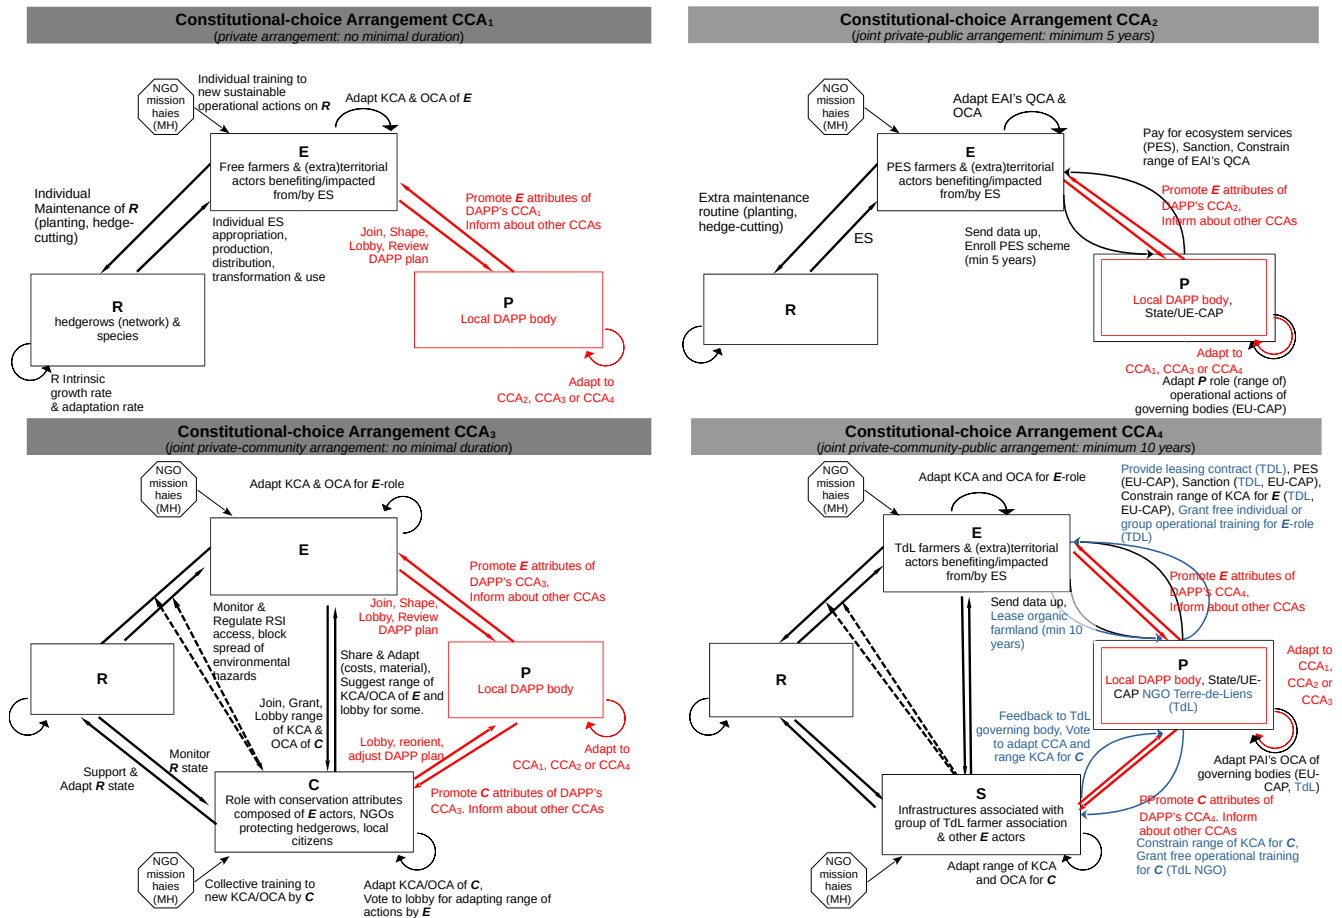 Constitutional-choice Arrangement CCA₁
(private arrangement: no minimal duration)
NGO
mission
haies
(MH)
Individual training to
new sustainable
operational actions on R
Adapt KCA & OCA of E
E
Free farmers & (extra)territorial
actors benefiting/impacted
from/by ES
Individual
Maintenance of R
(planting, hedge-
cutting)
Individual ES
appropriation,
production,
distribution,
transformation & use
Promote E attributes of
DAPP's CCA₁
Inform about other CCAs
Join, Shape,
Lobby, Review
DAPP plan
R
hedgerows (network) &
species
P
Local DAPP body
R Intrinsic
growth rate
& adaptation rate
Adapt to
CCA₂, CCA₃ or CCA₄
Constitutional-choice Arrangement CCA₂
(joint private-public arrangement: minimum 5 years)
NGO
mission
haies
(MH)
Adapt EAI's QCA &
OCA
E
PES farmers & (extra)territorial
actors benefiting/impacted
from/by ES
Pay for ecosystem services
(PES), Sanction, Constrain
range of EAI's QCA
Promote E attributes of
DAPP's CCA₂,
Inform about other CCAs
Extra maintenance
routine (planting,
hedge-cutting)
ES
Send data up,
Enroll PES scheme
(min 5 years)
R
P
Local DAPP body,
State/UE-CAP
Adapt to
CCA₁, CCA₃ or CCA₄
Adapt P role (range of)
operational actions of
governing bodies (EU-CAP)
Constitutional-choice Arrangement CCA₃
(joint private-community arrangement: no minimal duration)
NGO
mission
haies
(MH)
Adapt KCA & OCA for E-role
E
Promote E attributes of
DAPP's CCA₃,
Inform about other CCAs
Join, Shape,
Lobby, Review
DAPP plan
Monitor &
Regulate RSI
access, block
spread of
environmental
hazards
R
Share & Adapt
(costs, material),
Suggest range of
KCA/OCA of E and
lobby for some.
P
Local DAPP body
Join, Grant,
Lobby range
of KCA &
OCA of C
Lobby, reorient,
adjust DAPP plan
Adapt to
CCA₁, CCA₂ or CCA₄
Monitor
R state
Support &
Adapt R state
C
Role with conservation attributes
composed of E actors, NGOs
protecting hedgerows, local
citizens
Promote C attributes of DAPP's
CCA₃. Inform about other CCAs
NGO
mission
haies
(MH)
Collective training to
new KCA/OCA by C
Adapt KCA/OCA of C,
Vote to lobby for adapting range of
actions by E
Constitutional-choice Arrangement CCA₄
(joint private-community-public arrangement: minimum 10 years)
NGO
mission
haies
(MH)
Adapt KCA and OCA for E-role
Provide leasing contract (TDL), PES
(EU-CAP), Sanction (TDL, EU-CAP),
Constrain range of KCA for E (TDL,
EU-CAP), Grant free individual or
group operational training for E-role
(TDL)
E
TdL farmers & (extra)territorial
actors benefiting/impacted
from/by ES
Promote E attributes of
DAPP's CCA₄,
Inform about other CCAs
Send data up,
Lease organic
farmland (min 10
years)
R
P
Local DAPP body, State/UE-
CAP NGO Terre-de-Liens
(TdL)
Adapt to
CCA₁,
CCA₂ or
CCA₃
Feedback to TdL
governing body, Vote
to adapt CCA and
range KCA for C
Adapt PAI's OCA of
governing bodies (EU-
CAP, TdL)
S
Infrastructures associated with
group of TdL farmer association
& other E actors
PPromote C attributes of
DAPP's CCA₄. Inform
about other CCAs
Constrain range of KCA for C,
Grant free operational training
for C (TdL NGO)
NGO
mission
haies
(MH)
Adapt range of KCA
and OCA for C